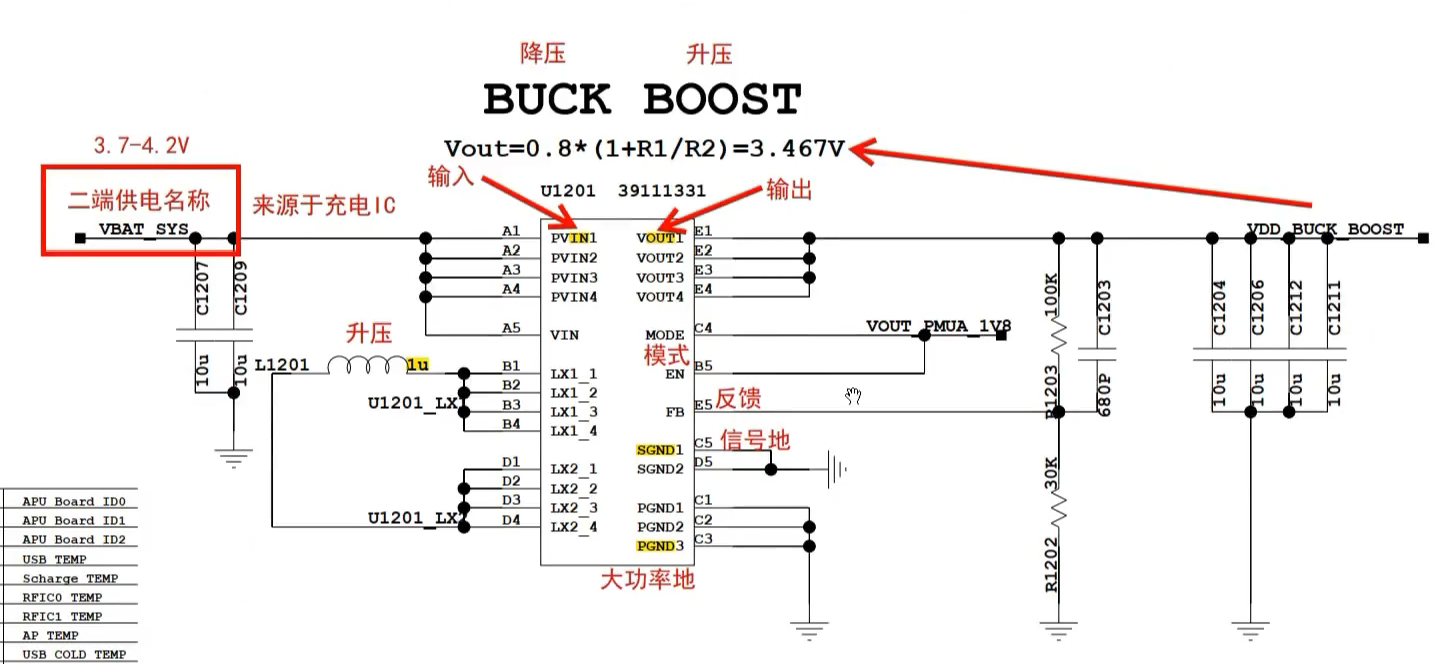 降压
升压
BUCK BOOST
3.7-4.2V
Vout=0.8*(1+R1/R2)=3.467V
输入
U1201 39111331
输出
二端供电名称
来源于充电IC
VBAT_SYS
VDD_BUCK_BOOST
A1 PVIN1 VOUT1 E1
A2 PVIN2 VOUT2 E2
A3 PVIN3 VOUT3 E3
A4 PVIN4 VOUT4 E4
C1207
C1209
10u
10u
A5 VIN MODE C4
VOUT_PMUA_1V8
升压
模式
L1201
1u
B1 LX1_1 EN B5
B2 LX1_2
U1201_LX
B3 LX1_3 FB E5
反馈
B4 LX1_4
SGND1 C5
信号地
D1 LX2_1 SGND2 D5
D2 LX2_2
D3 LX2_3 PGND1 C1
U1201_LX
D4 LX2_4 PGND2 C2
PGND3 C3
大功率地
100K
R1203
C1203
680P
30K
R1202
C1204
C1206
C1212
C1211
10u
10u
10u
10u
APU Board ID0
APU Board ID1
APU Board ID2
USB TEMP
Scharge TEMP
RFIC0 TEMP
RFIC1 TEMP
AP TEMP
USB COLD TEMP